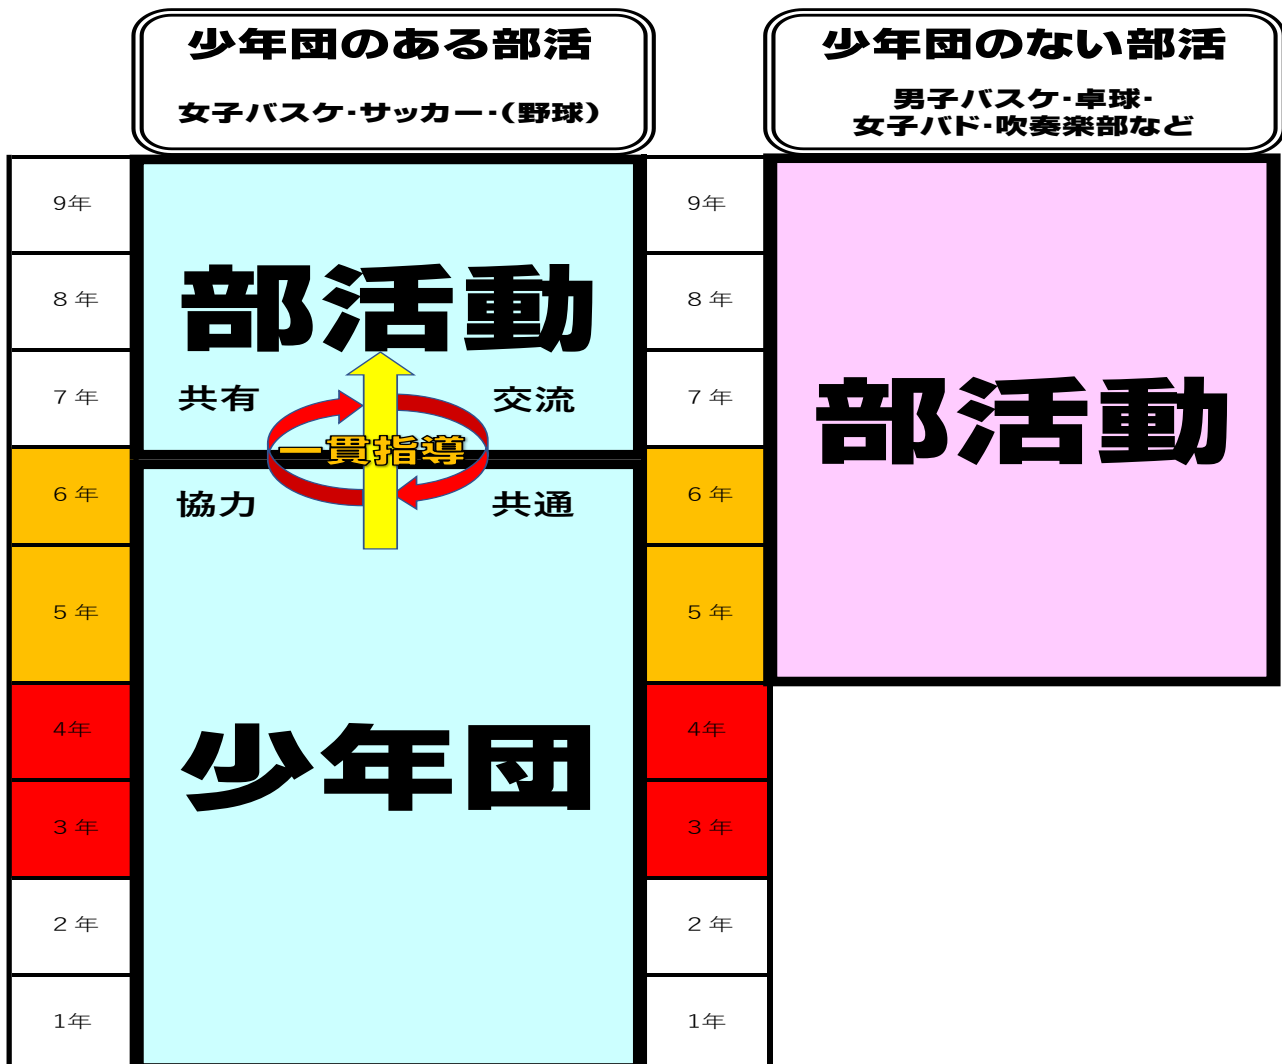 少年団のある部活
女子バスケ・サッカー・(野球)
少年団のない部活
男子バスケ・卓球・
女子バド・吹奏楽部など
9年
8年
7年
6年
5年
4年
3年
2年
1年
部活動
共有
交流
一貫指導
協力
共通
少年団
9年
8年
7年
6年
5年
4年
3年
2年
1年
部活動